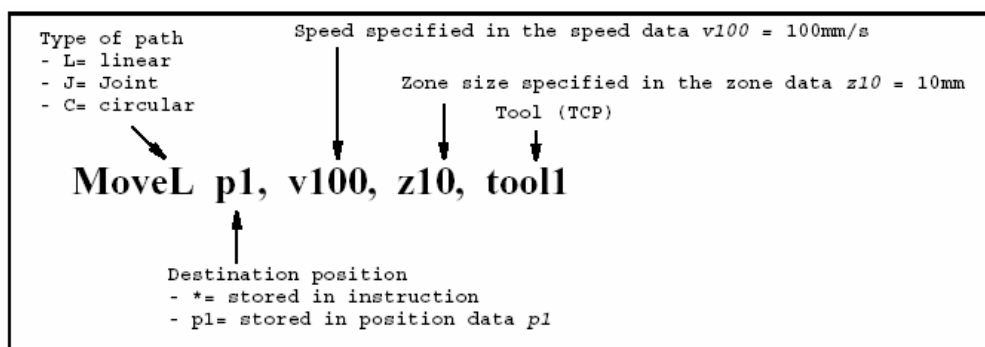 Type of path
- L= linear
- J= Joint
- C= circular
Speed specified in the speed data v100 = 100mm/s
Zone size specified in the zone data z10 = 10mm
Tool (TCP)
MoveL p1, v100, z10, tool1
Destination position
- *= stored in instruction
- p1= stored in position data p1